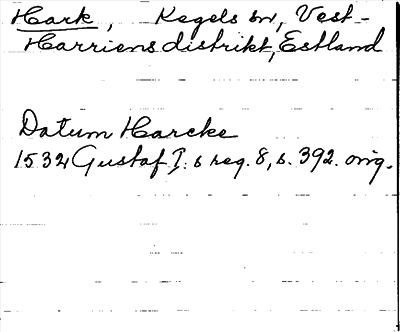 Hark, Kegels sn, Vest-
Harriens distrikt, Estland
Datum Harcke
1532 Gustaf I:s reg. 8, s. 392. orig.